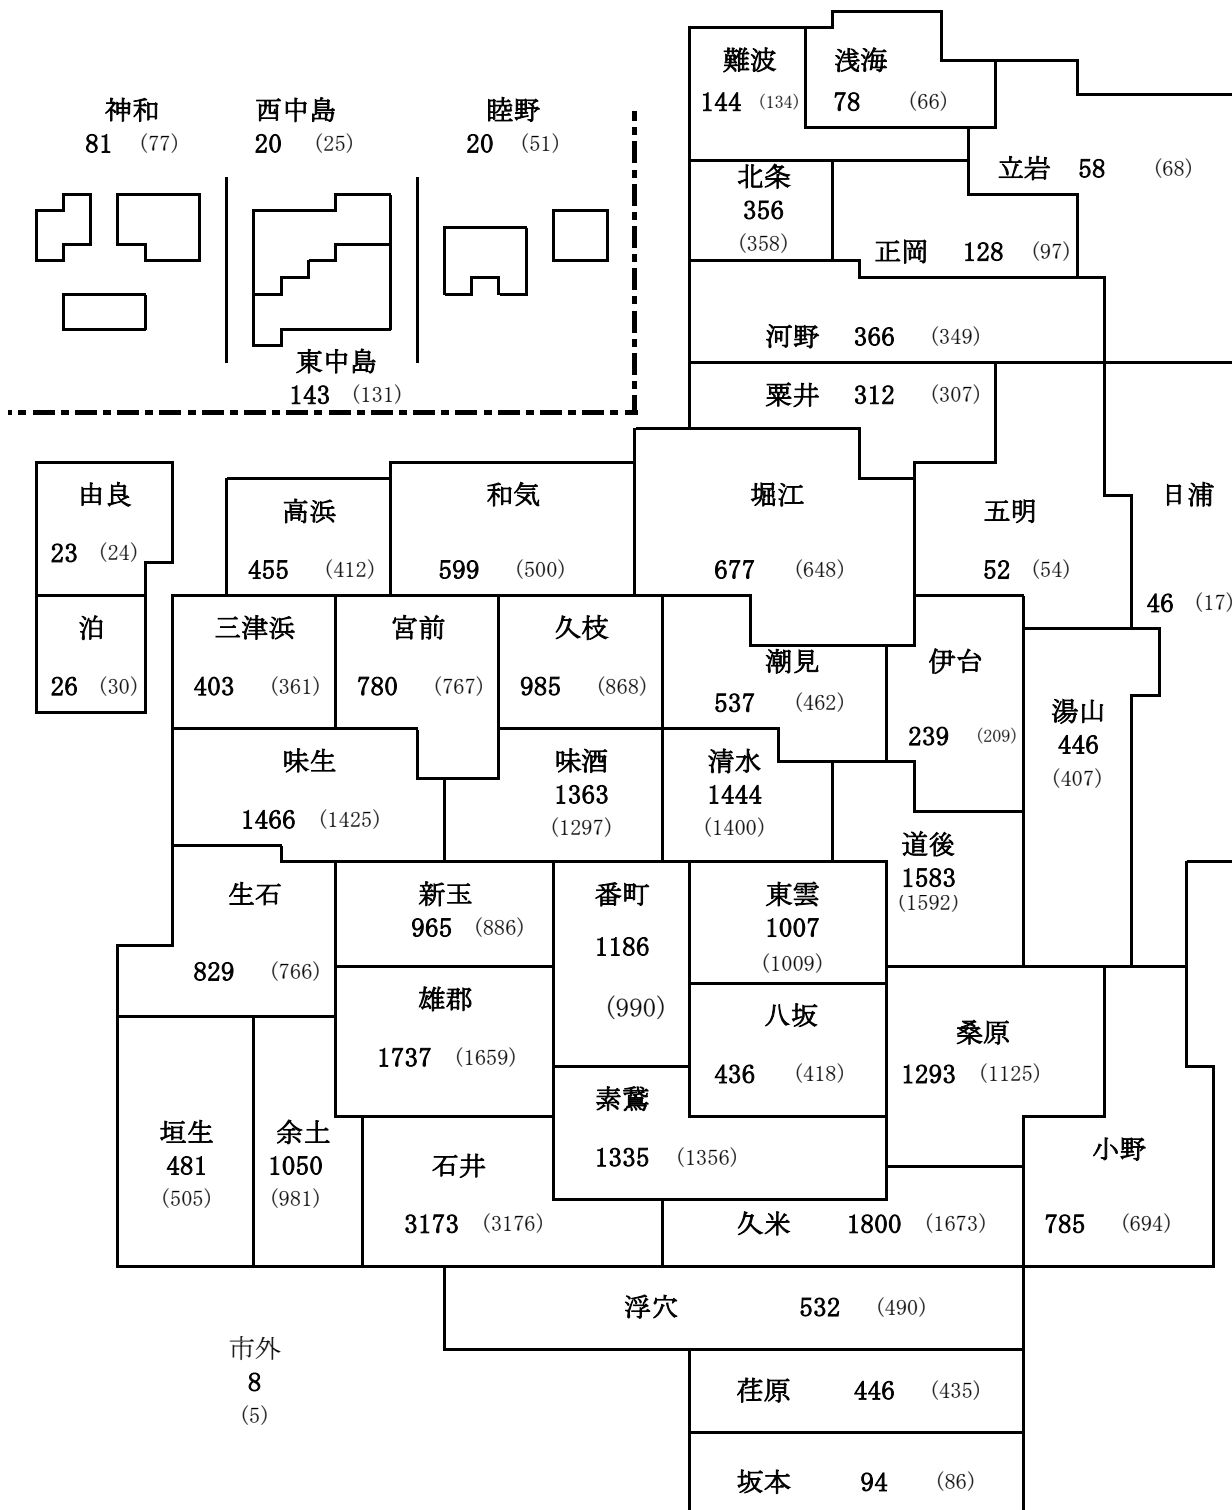 難波
144 (134)
浅海
78 (66)
神和
81 (77)
西中島
20 (25)
睦野
20 (51)
立岩 58 (68)
北条
356
(358)
正岡 128 (97)
河野 366 (349)
東中島
143 (131)
粟井 312 (307)
由良
23 (24)
高浜
455 (412)
和気
599 (500)
堀江
677 (648)
五明
52 (54)
日浦
46 (17)
泊
26 (30)
三津浜
403 (361)
宮前
780 (767)
久枝
985 (868)
潮見
537 (462)
伊台
239 (209)
湯山
446
(407)
味生
1466 (1425)
味酒
1363
(1297)
清水
1444
(1400)
道後
1583
(1592)
生石
829 (766)
新玉
965 (886)
番町
1186
(990)
東雲
1007
(1009)
雄郡
1737 (1659)
八坂
436 (418)
桑原
1293 (1125)
素鵞
1335 (1356)
垣生
481
(505)
余土
1050
(981)
石井
3173 (3176)
久米 1800 (1673)
小野
785 (694)
浮穴 532 (490)
市外
8
(5)
荏原 446 (435)
坂本 94 (86)